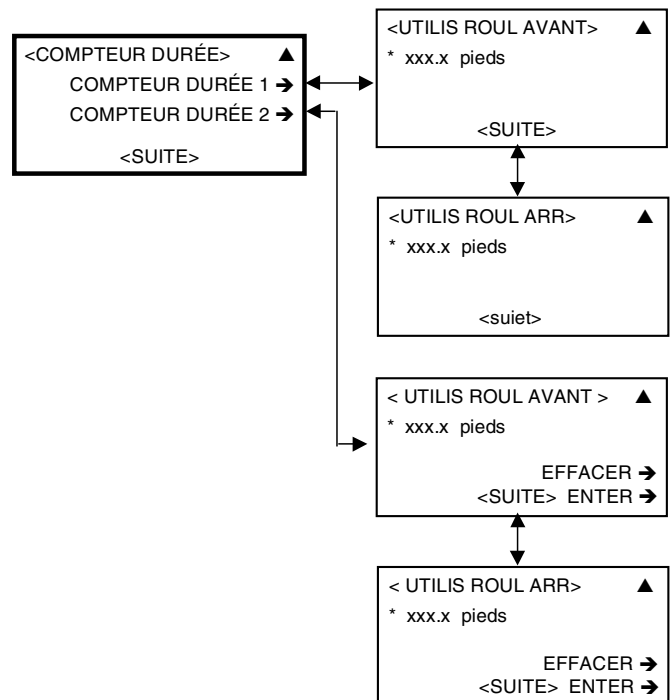 <COMPTEUR DURÉE> ▲
COMPTEUR DURÉE 1 ➔
COMPTEUR DURÉE 2 ➔
<SUITE>
<UTILIS ROUL AVANT> ▲
* xxx.x pieds
<SUITE>
<UTILIS ROUL ARR> ▲
* xxx.x pieds
<suiet>
< UTILIS ROUL AVANT > ▲
* xxx.x pieds
EFFACER ➔
<SUITE> ENTER ➔
< UTILIS ROUL ARR> ▲
* xxx.x pieds
EFFACER ➔
<SUITE> ENTER ➔